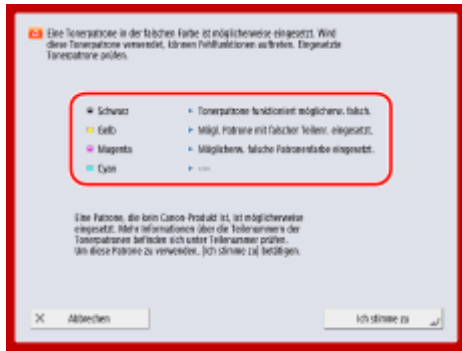 Eine Tonerpatrone in der falschen Farbe ist möglicherweise eingesetzt. Wird
diese Tonerpatrone verwendet, können Fehlfunktionen auftreten. Eingesetzte
Tonerpatrone prüfen.
Schwarz ▸ Tonerpatrone funktioniert möglicherw. falsch.
Gelb ▸ Mögl. Patrone mit falscher Teilenr. eingesetzt.
Magenta ▸ Möglicherw. falsche Patronenfarbe eingesetzt.
Cyan ▸ ----
Eine Patrone, die kein Canon-Produkt ist, ist möglicherweise
eingesetzt. Mehr Informationen über die Teilenummern der
Tonerpatronen befinden sich unter Teilenummer prüfen.
Um diese Patrone zu verwenden, [Ich stimme zu] betätigen.
Abbrechen
Ich stimme zu